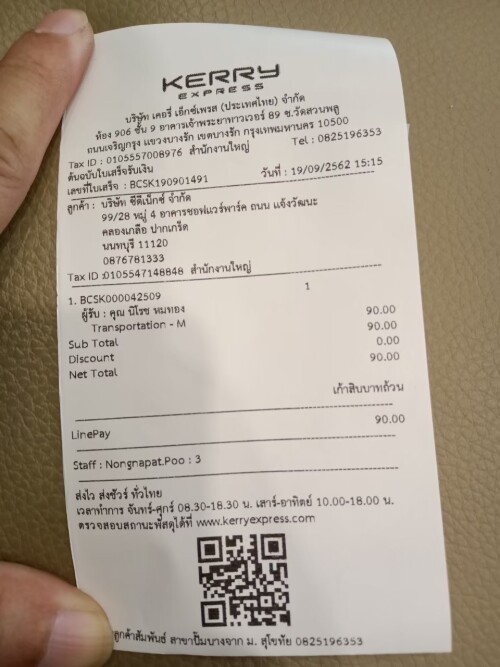 KERRY
EXPRESS
บริษัท เคอรี่ เอ็กซ์เพรส (ประเทศไทย) จำกัด
ห้อง 906 ชั้น 9 อาคารเจ้าพระยาทาวเวอร์ 89 ซ.วัดสวนพลู
ถนนเจริญกรุง แขวงบางรัก เขตบางรัก กรุงเทพมหานคร 10500
Tax ID : 0105557008976 สำนักงานใหญ่ Tel : 0825196353
ต้นฉบับใบเสร็จรับเงิน
เลขที่ใบเสร็จ : BCSK190901491 วันที่ : 19/09/2562 15:15
ลูกค้า : บริษัท ซีดีเน็กซ์ จำกัด
99/28 หมู่ 4 อาคารซอฟแวร์พาร์ค ถนน แจ้งวัฒนะ
คลองเกลือ ปากเกร็ด
นนทบุรี 11120
0876781333
Tax ID :0105547148848 สำนักงานใหญ่
1. BCSK000042509 1
ผู้รับ : คุณ นิโรช หมทอง
Transportation - M 90.00
Sub Total 90.00
Discount 0.00
Net Total 90.00
เก้าสิบบาทถ้วน
LinePay 90.00
Staff : Nongnapat.Poo : 3
ส่งไว ส่งชัวร์ ทั่วไทย
เวลาทำการ จันทร์-ศุกร์ 08.30-18.30 น. เสาร์-อาทิตย์ 10.00-18.00 น.
ตรวจสอบสถานะพัสดุได้ที่ www.kerryexpress.com
ลูกค้าสัมพันธ์ สาขาปั๊มบางจาก ม. สุโขทัย 0825196353